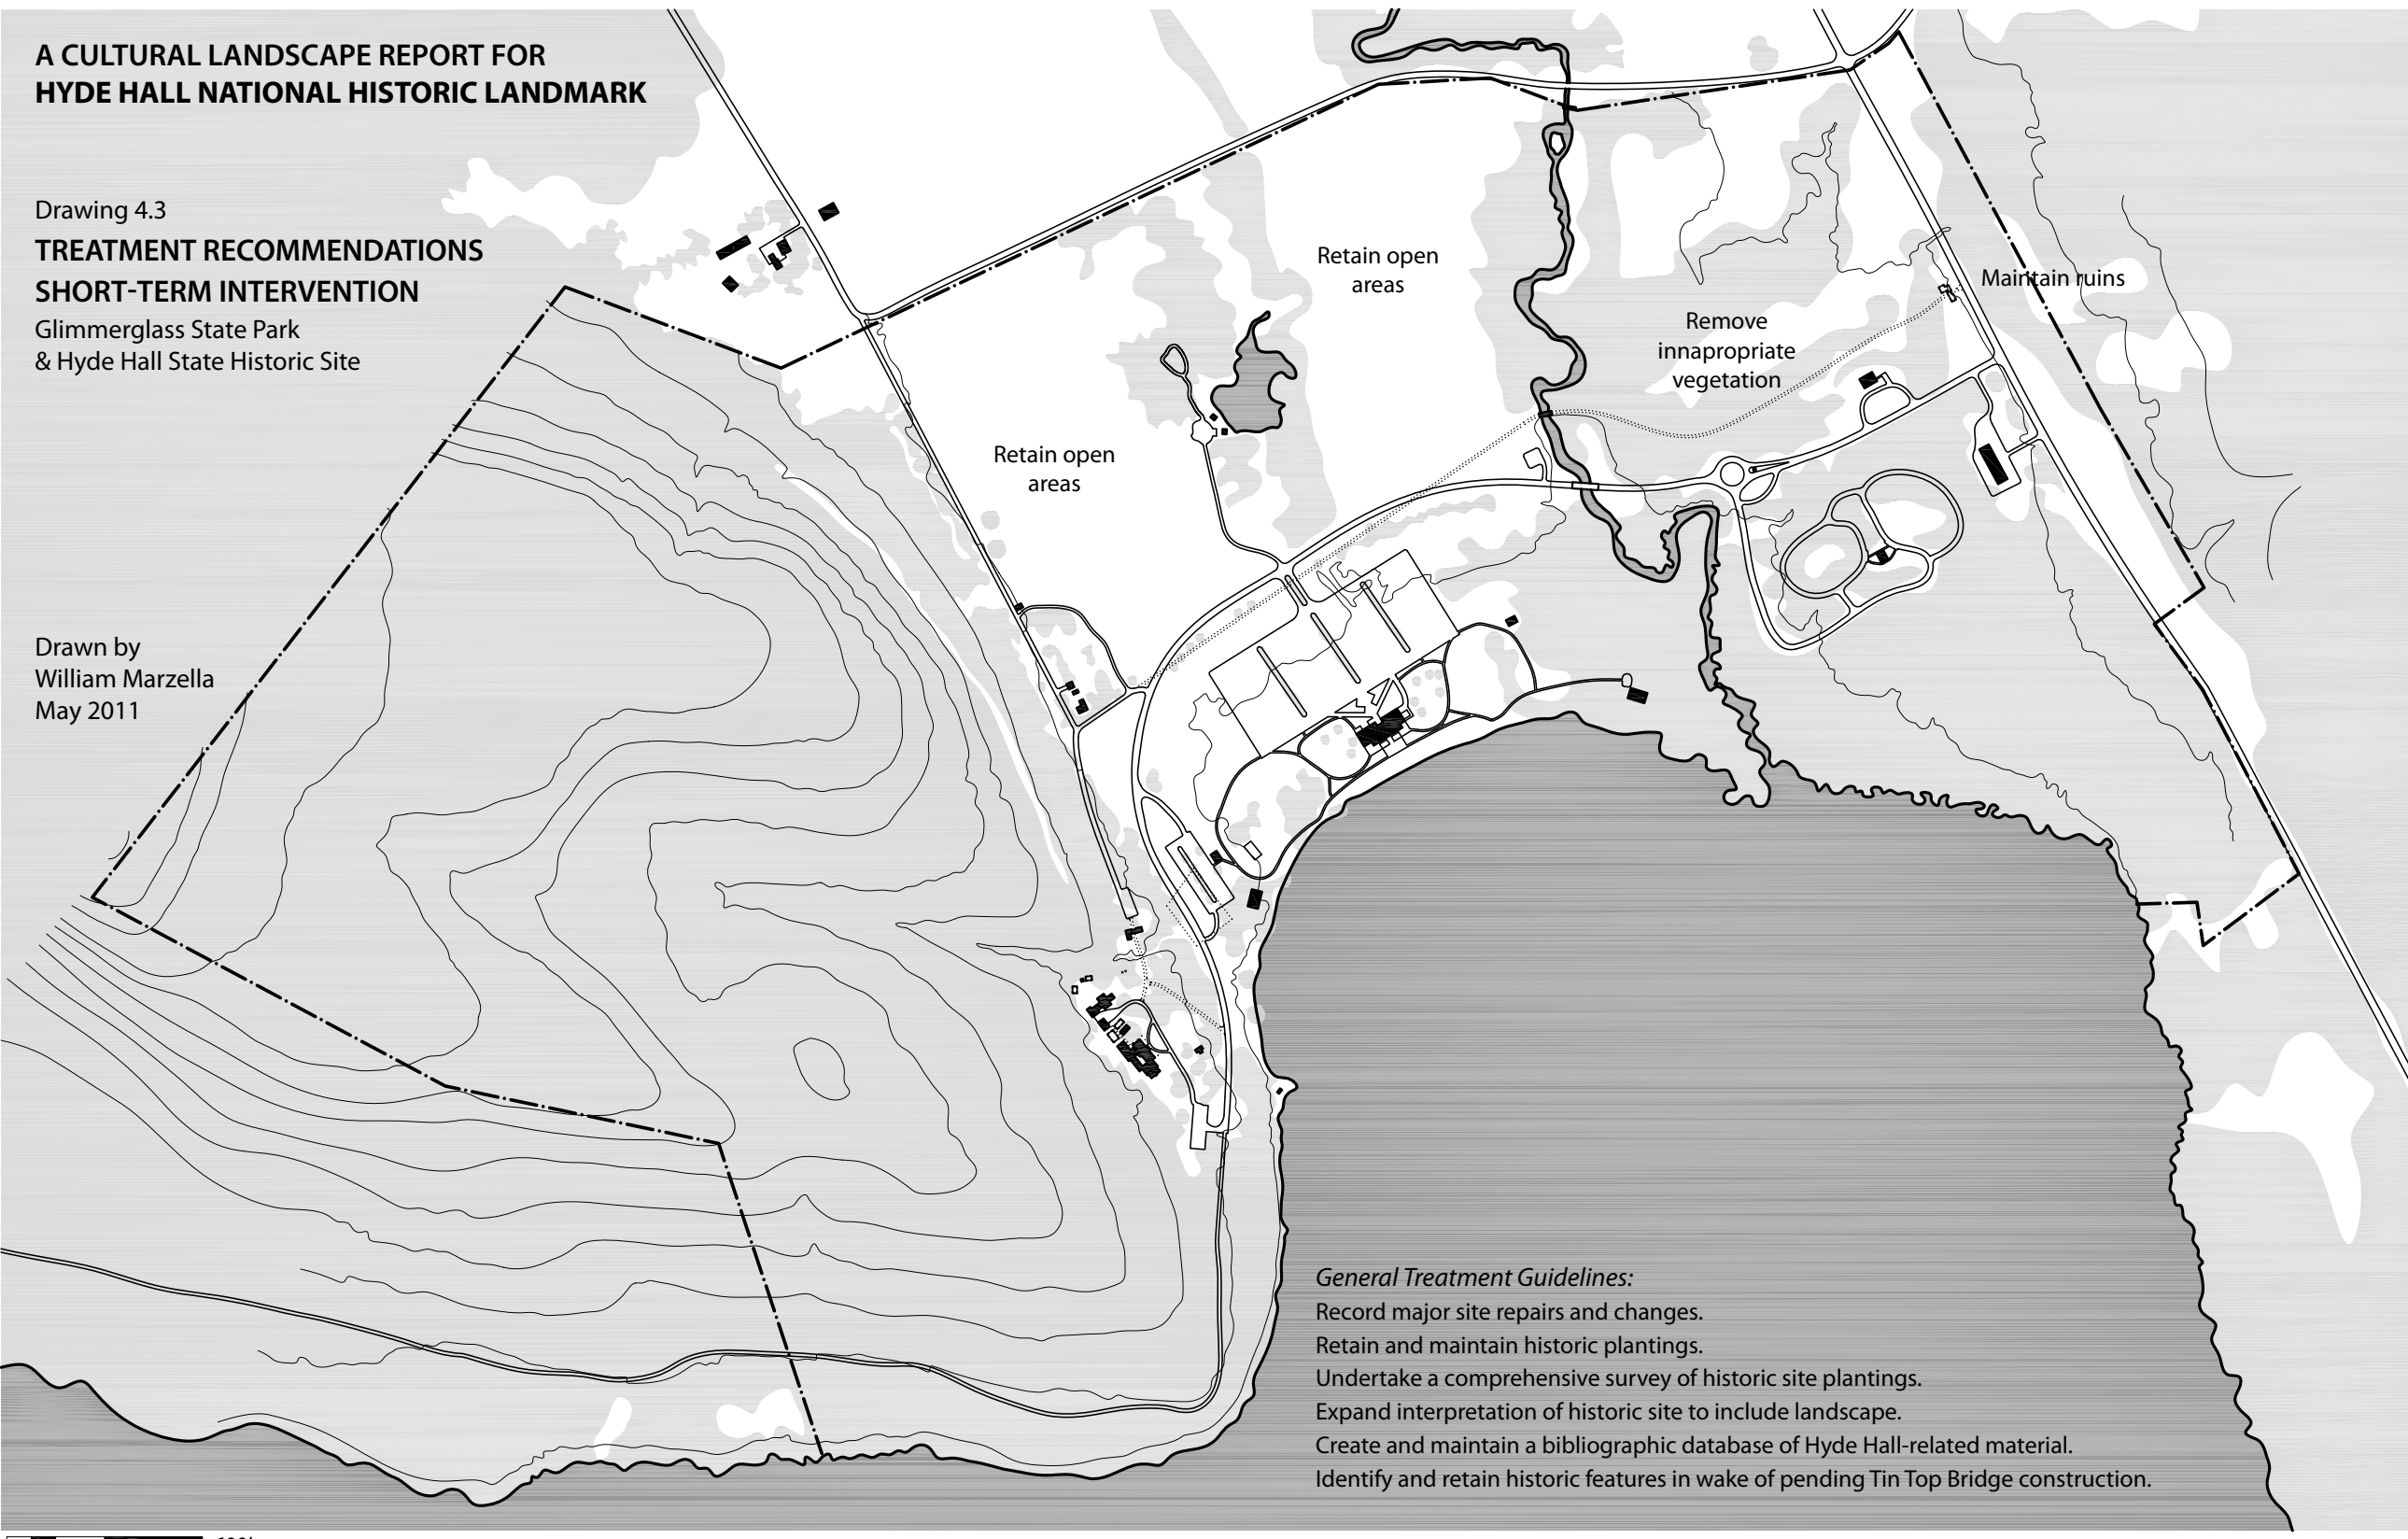 A CULTURAL LANDSCAPE REPORT FOR
HYDE HALL NATIONAL HISTORIC LANDMARK
Drawing 4.3
TREATMENT RECOMMENDATIONS
SHORT-TERM INTERVENTION
Glimmerglass State Park
& Hyde Hall State Historic Site
Drawn by
William Marzella
May 2011
Retain open
areas
Retain open
areas
Remove
innapropriate
vegetation
Maintain ruins
General Treatment Guidelines:
Record major site repairs and changes.
Retain and maintain historic plantings.
Undertake a comprehensive survey of historic site plantings.
Expand interpretation of historic site to include landscape.
Create and maintain a bibliographic database of Hyde Hall-related material.
Identify and retain historic features in wake of pending Tin Top Bridge construction.